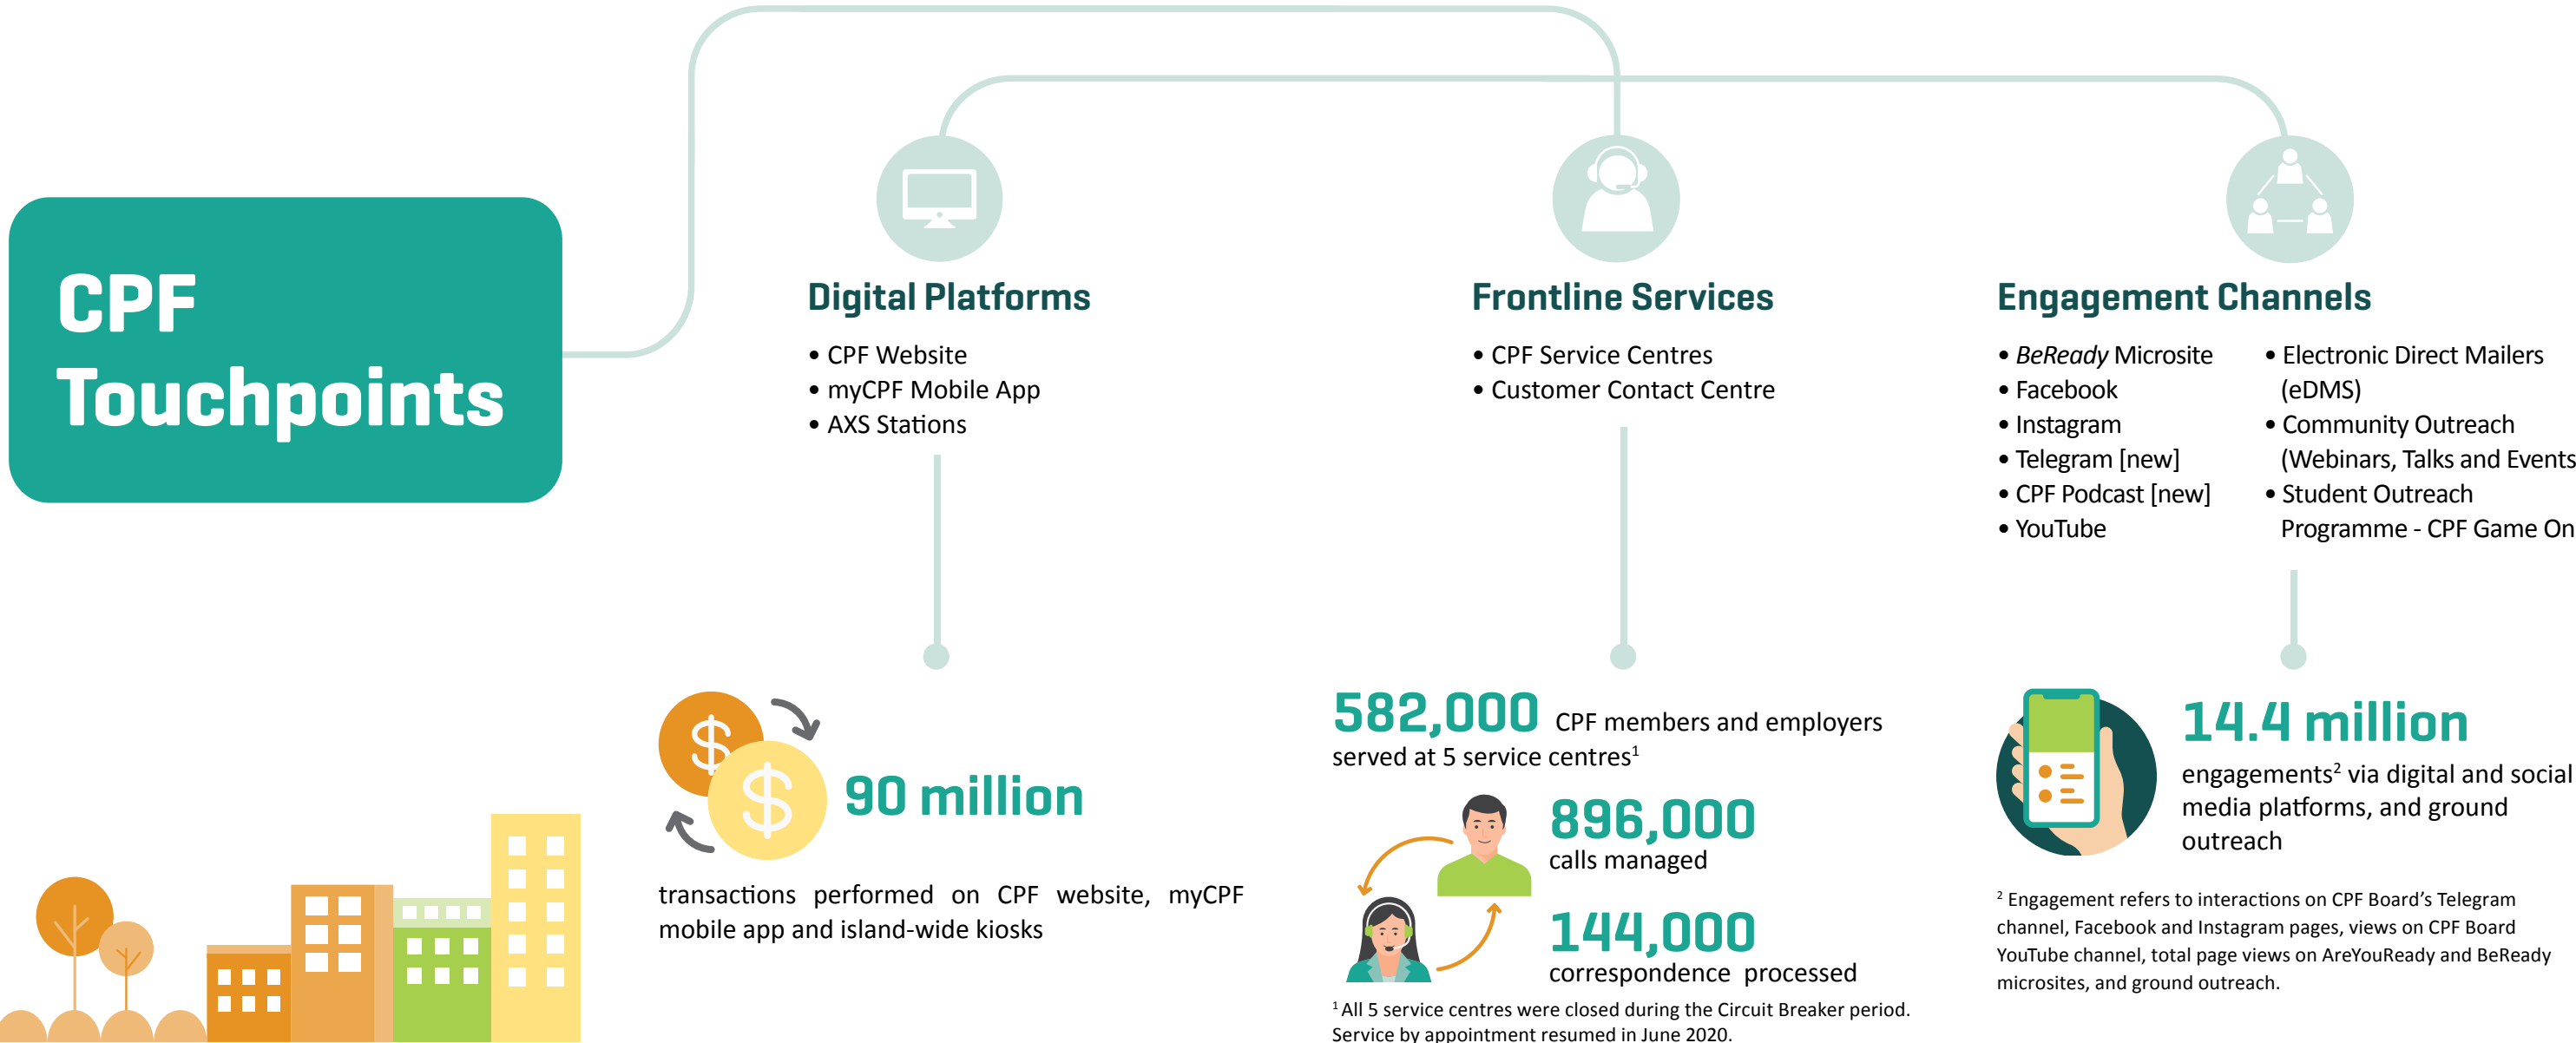 CPF
Touchpoints
Digital Platforms
• CPF Website
• myCPF Mobile App
• AXS Stations
90 million
transactions performed on CPF website, myCPF
mobile app and island-wide kiosks
Frontline Services
• CPF Service Centres
• Customer Contact Centre
582,000 CPF members and employers
served at 5 service centres¹
896,000
calls managed
144,000
correspondence processed
¹ All 5 service centres were closed during the Circuit Breaker period.
Service by appointment resumed in June 2020.
Engagement Channels
• BeReady Microsite
• Facebook
• Instagram
• Telegram [new]
• CPF Podcast [new]
• YouTube
• Electronic Direct Mailers
(eDMS)
• Community Outreach
(Webinars, Talks and Events
• Student Outreach
Programme - CPF Game On
14.4 million
engagements² via digital and social
media platforms, and ground
outreach
² Engagement refers to interactions on CPF Board's Telegram
channel, Facebook and Instagram pages, views on CPF Board
YouTube channel, total page views on AreYouReady and BeReady
microsites, and ground outreach.